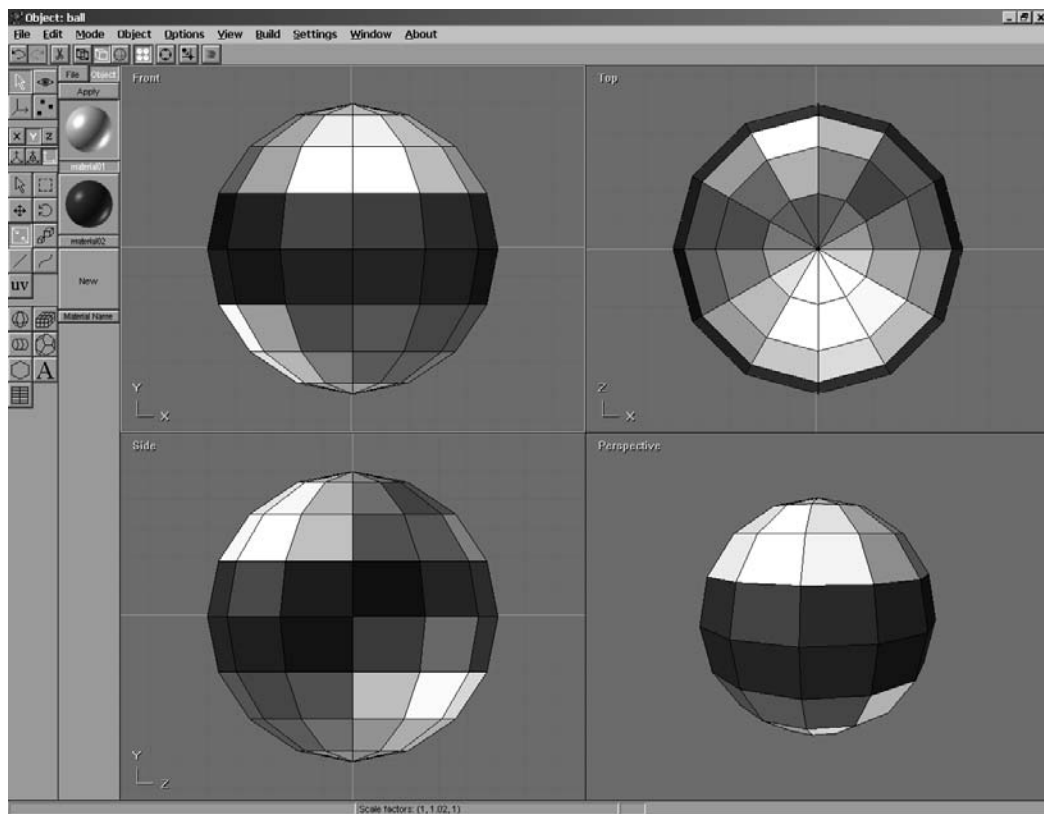 Object: ball
File Edit Mode Object Options View Build Settings Window About
File Object
Apply
X Y Z
material01
material02
uv
New
Material Name
A
Front
Y
X
Top
Z
X
Side
Y
Z
Perspective
Scale factors: (1, 1.02, 1)